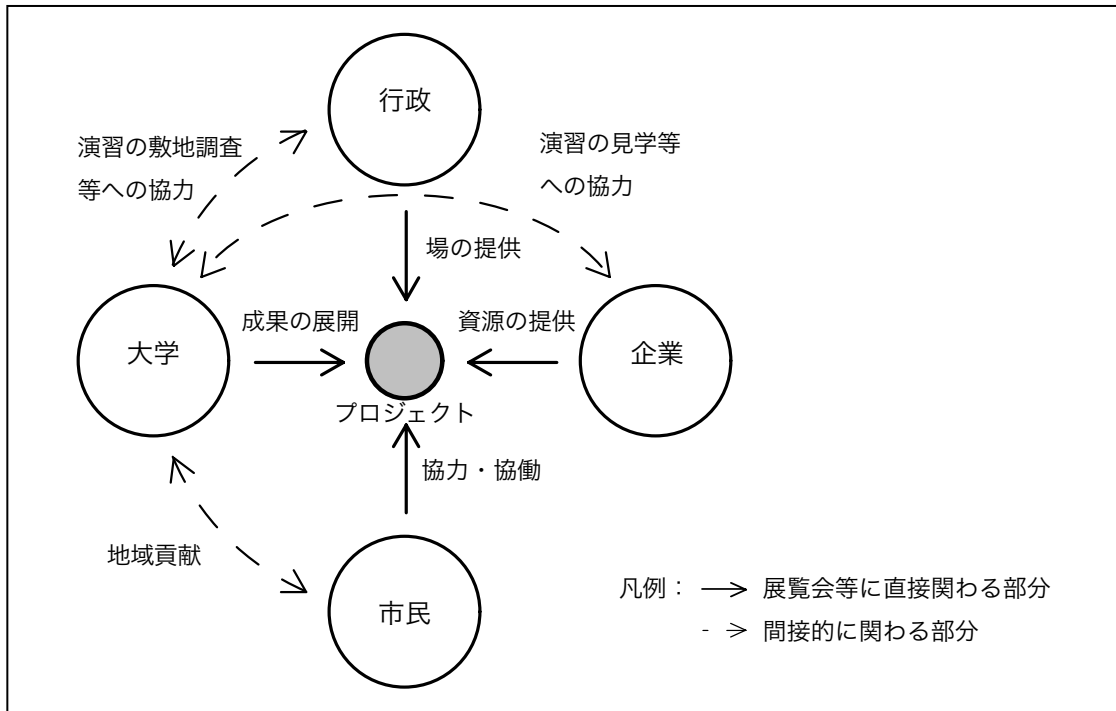 行政
演習の敷地調査
等への協力
演習の見学等
への協力
場の提供
成果の展開
資源の提供
大学
企業
プロジェクト
協力・協働
地域貢献
市民
凡例： → 展覧会等に直接関わる部分
- → 間接的に関わる部分